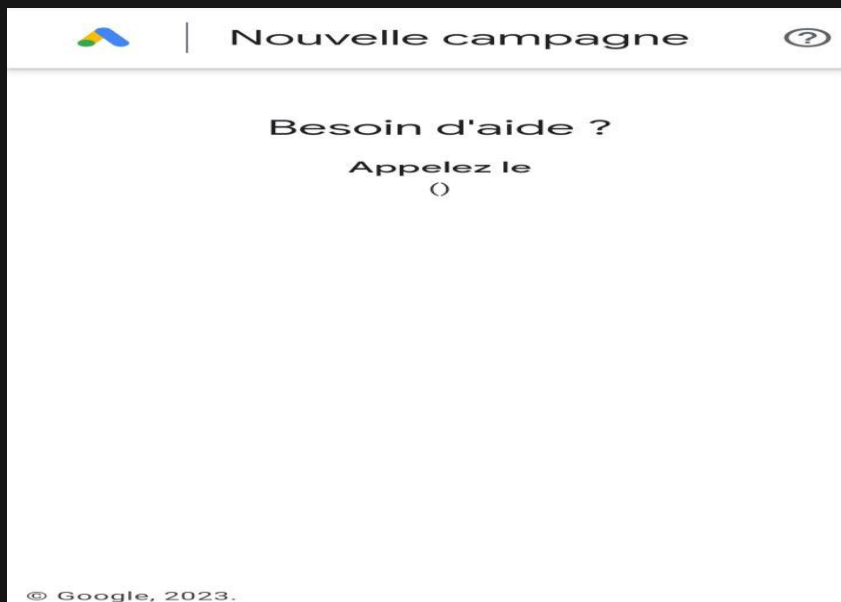 Nouvelle campagne
Besoin d'aide ?
Appelez le
()
© Google, 2023.